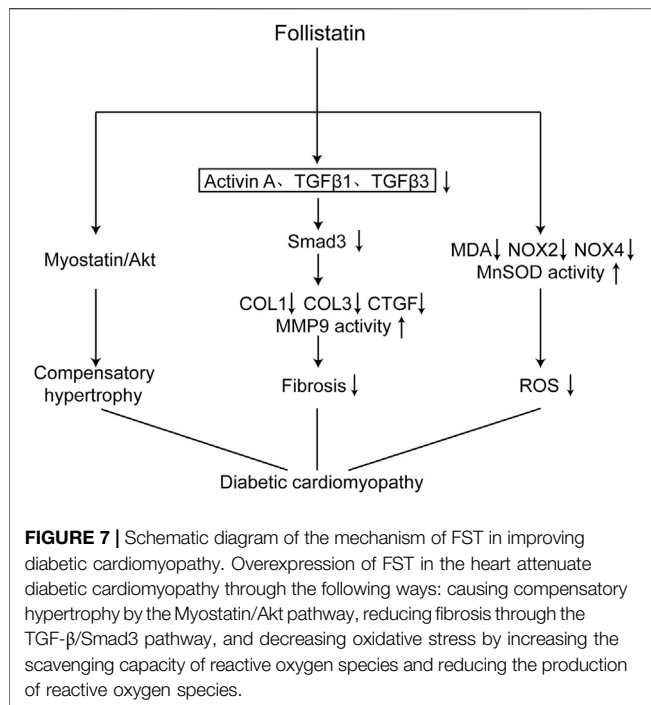 Follistatin
Activin A、TGFβ1、TGFβ3 ↓
Myostatin/Akt
Smad3 ↓
MDA↓ NOX2↓ NOX4↓
MnSOD activity ↑
COL1↓ COL3↓ CTGF↓
MMP9 activity ↑
Compensatory
hypertrophy
Fibrosis ↓
ROS ↓
Diabetic cardiomyopathy
FIGURE 7 | Schematic diagram of the mechanism of FST in improving
diabetic cardiomyopathy. Overexpression of FST in the heart attenuate
diabetic cardiomyopathy through the following ways: causing compensatory
hypertrophy by the Myostatin/Akt pathway, reducing fibrosis through the
TGF-β/Smad3 pathway, and decreasing oxidative stress by increasing the
scavenging capacity of reactive oxygen species and reducing the production
of reactive oxygen species.